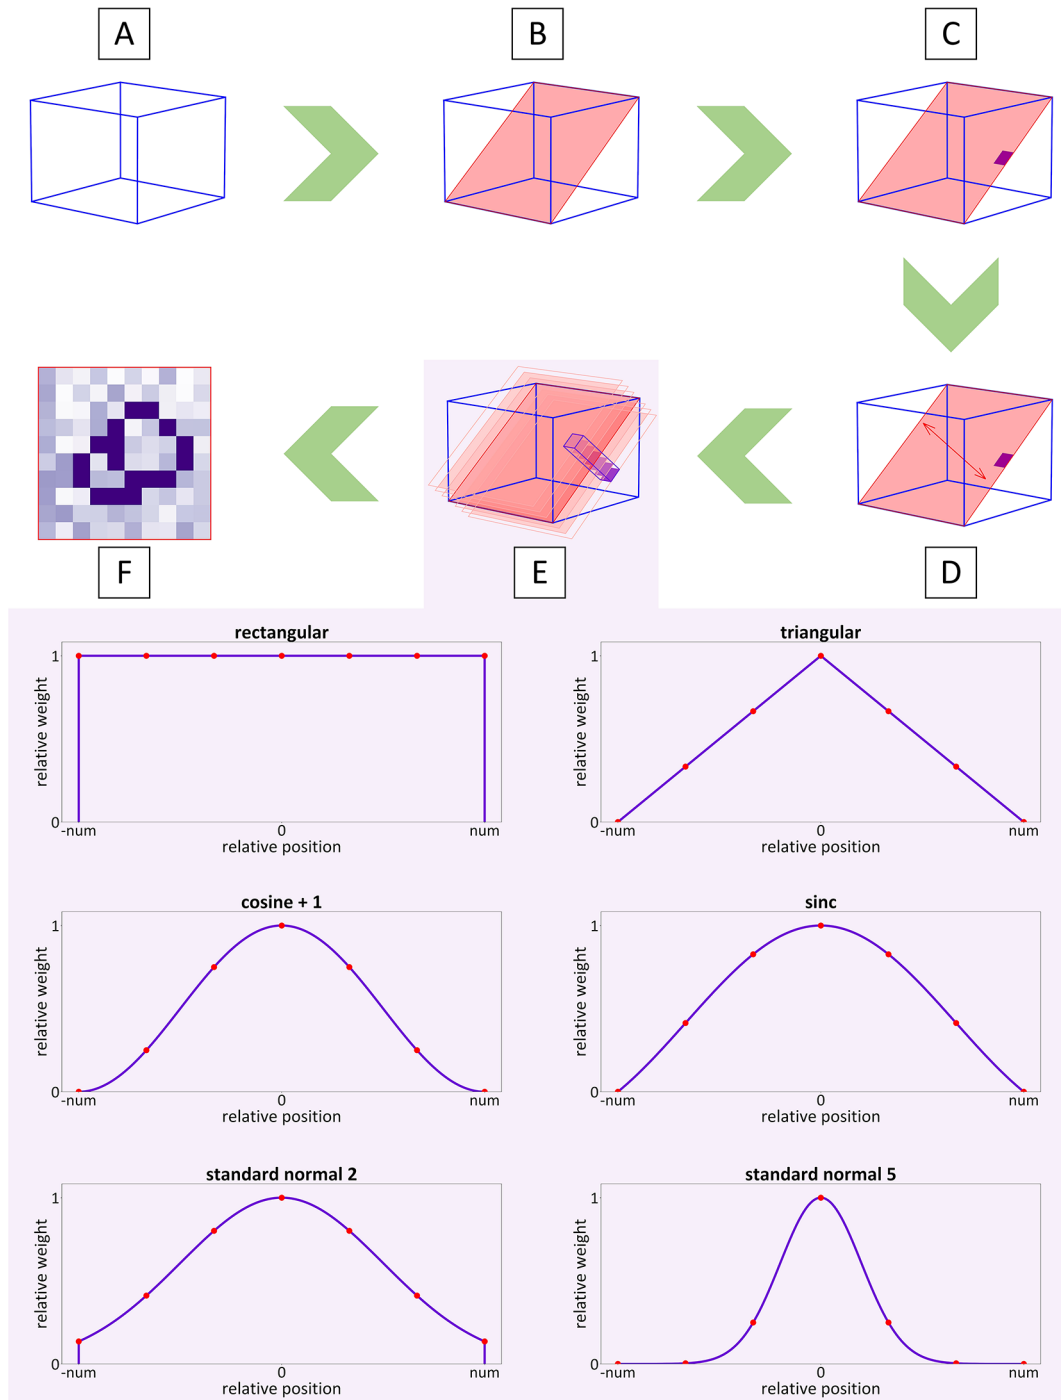 A
B
C
F
E
D
rectangular
1
relative weight
0
-num
0
num
relative position
triangular
1
relative weight
0
-num
0
num
relative position
cosine + 1
1
relative weight
0
-num
0
num
relative position
sinc
1
relative weight
0
-num
0
num
relative position
standard normal 2
1
relative weight
0
-num
0
num
relative position
standard normal 5
1
relative weight
0
-num
0
num
relative position